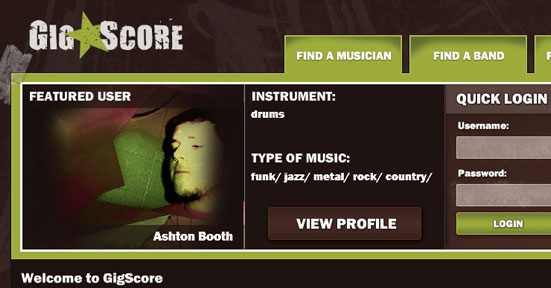 GIG SCORE
FIND A MUSICIAN
FIND A BAND
FEATURED USER
Ashton Booth
INSTRUMENT:
drums
TYPE OF MUSIC:
funk/ jazz/ metal/ rock/ country/
VIEW PROFILE
QUICK LOGIN
Username:
Password:
LOGIN
Welcome to GigScore